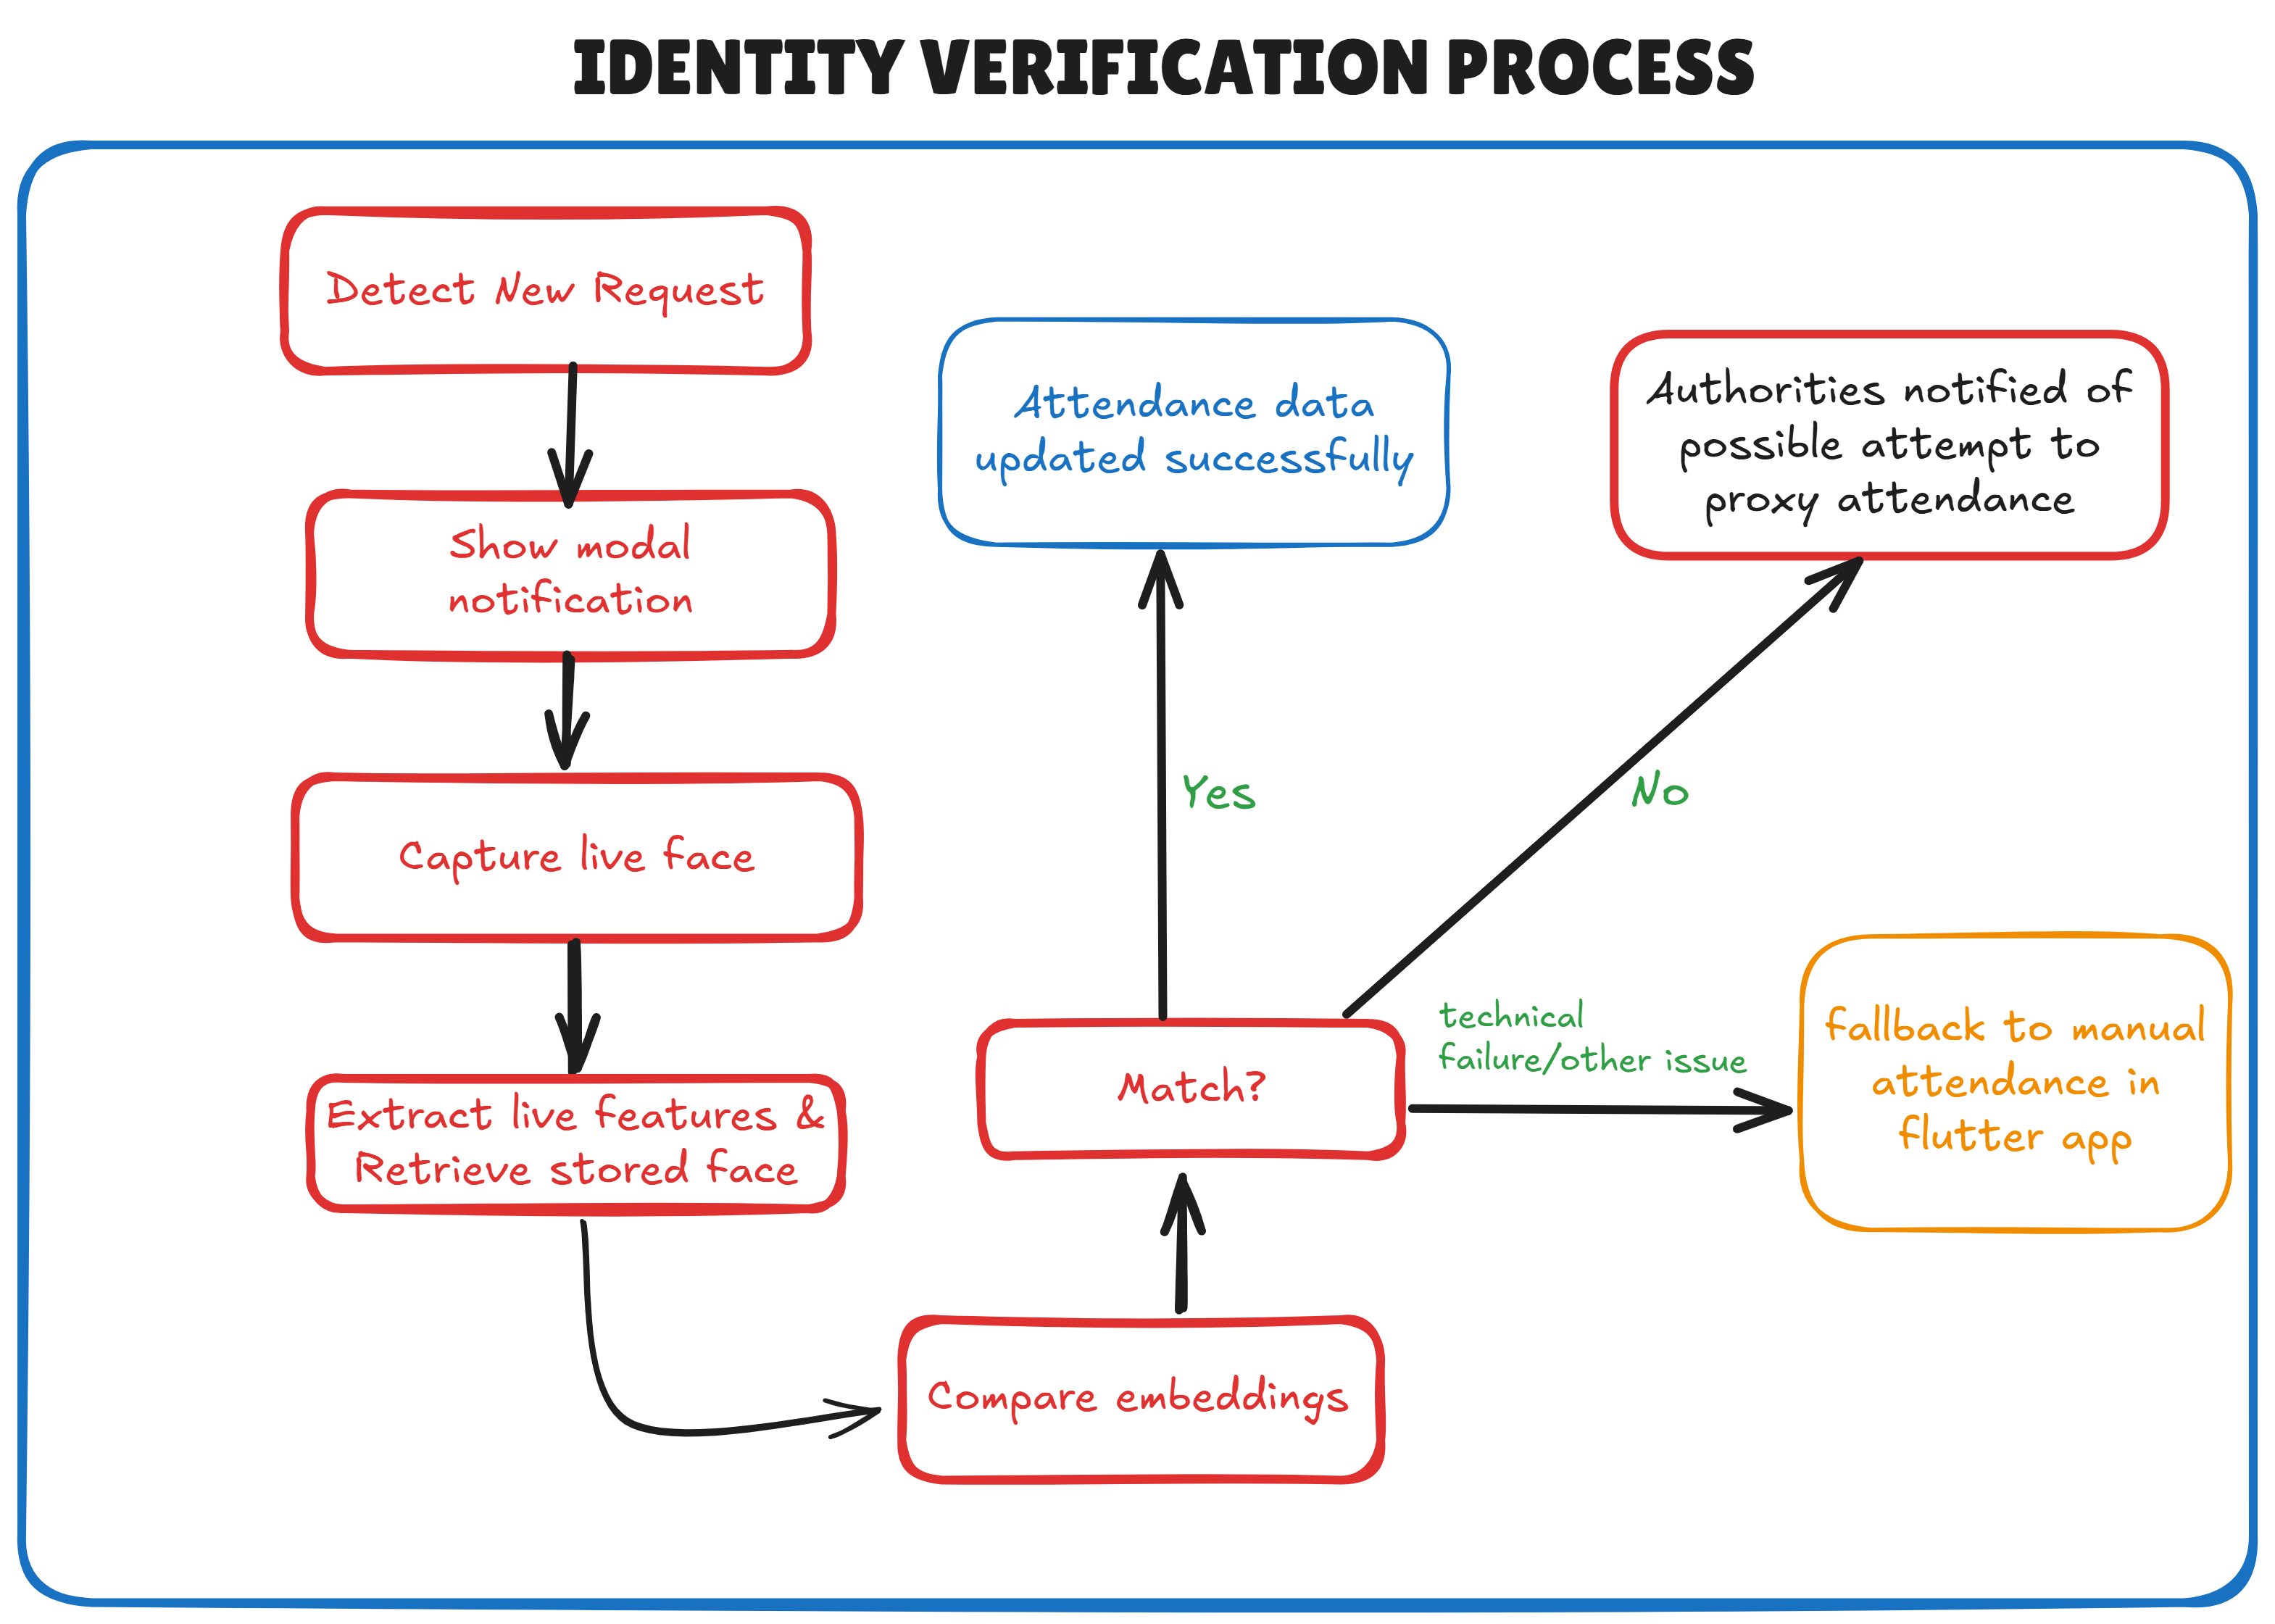 IDENTITY VERIFICATION PROCESS
Detect New Request
Show modal
notification
Capture live face
Extract live features &
Retrieve stored face
Compare embeddings
Match?
Yes
Attendance data
updated successfully
No
Authorities notified of
possible attempt to
proxy attendance
technical
failure/other issue
fallback to manual
attendance in
flutter app